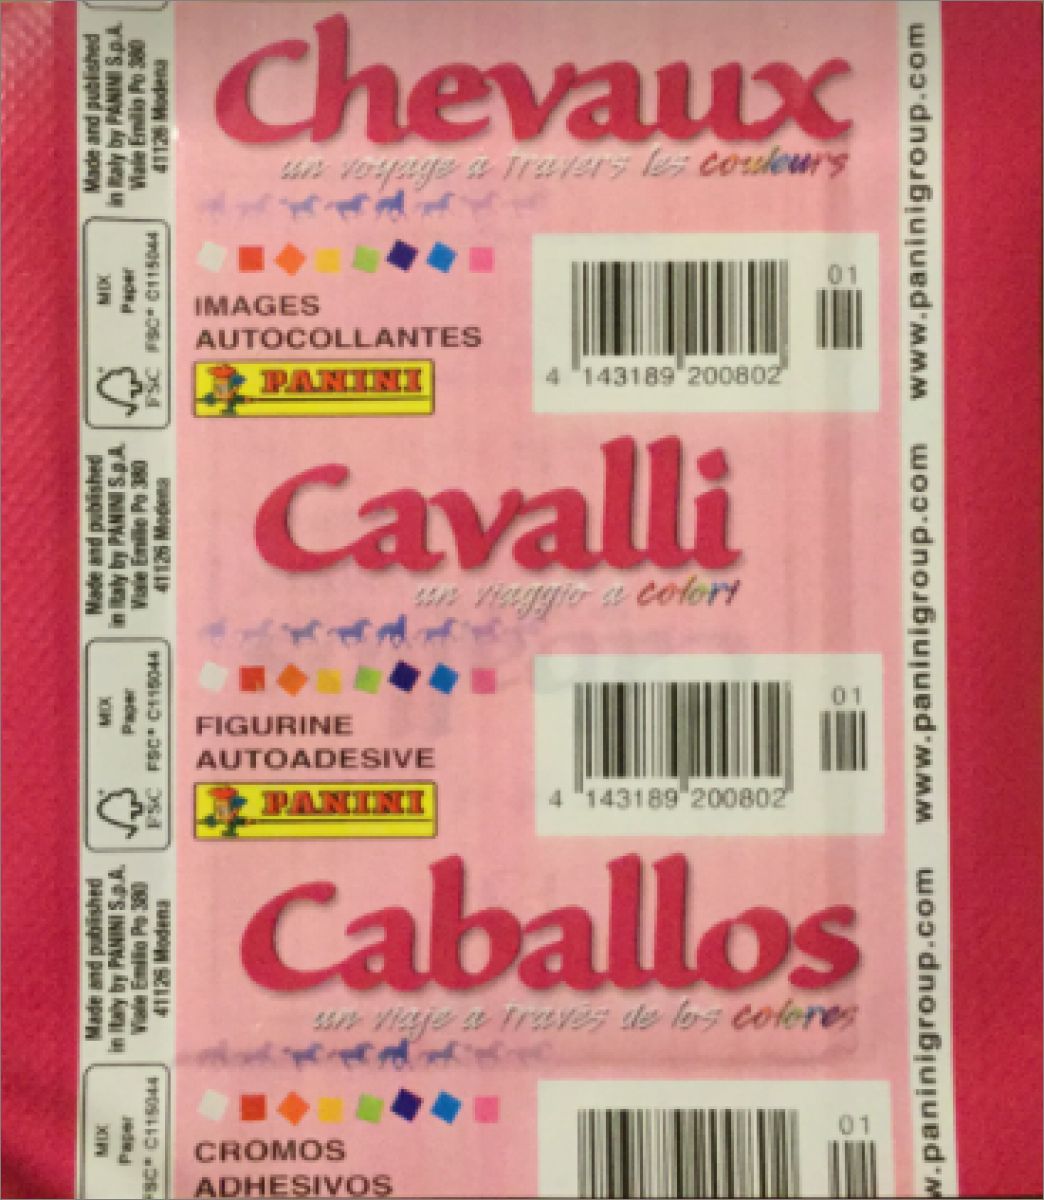 Chevaux
un voyage à travers les couleurs
IMAGES
AUTOCOLLANTES
PANINI
01
4 143189 200802
Cavalli
un viaggio a colori
FIGURINE
AUTOADESIVE
PANINI
01
4 143189 200802
Caballos
un viaje a través de los colores
CROMOS
ADHESIVOS
01
Made and published
in Italy by PANINI S.p.A.
Viale Emilio Po 380
41126 Modena
MIX
Paper
FSC® C115044
FSC
Made and published
in Italy by PANINI S.p.A.
Viale Emilio Po 380
41126 Modena
MIX
Paper
FSC® C115044
FSC
Made and published
in Italy by PANINI S.p.A.
Viale Emilio Po 380
41126 Modena
MIX
Paper
FSC® C115044
www.paninigroup.com
www.paninigroup.com
w.paninigroup.com